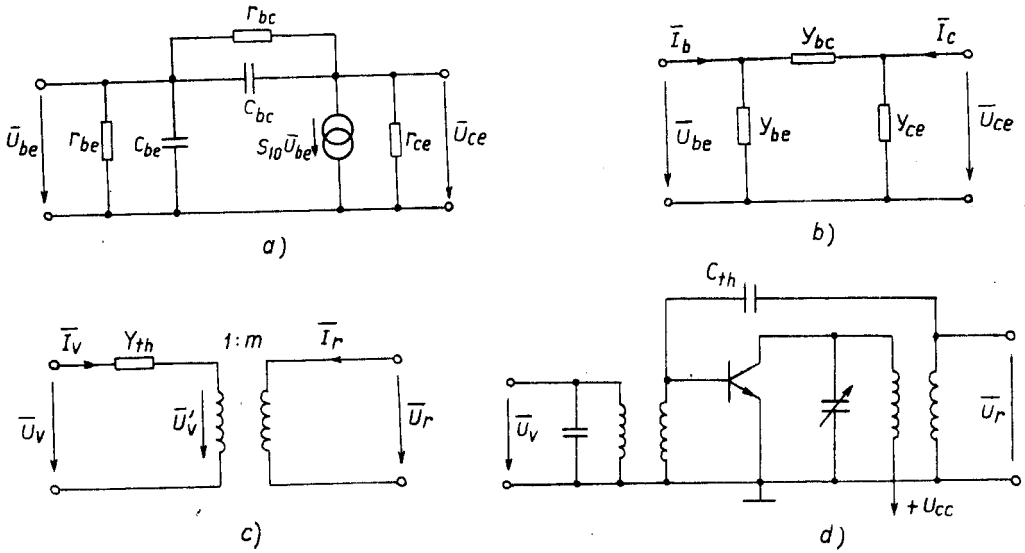 r_bc
C_bc
Ū_be
r_be
C_be
S_10 Ū_be
r_ce
Ū_ce
a)
Ī_b
y_bc
Ī_c
Ū_be
y_be
y_ce
Ū_ce
b)
Ī_v
Y_th
1:m
Ī_r
Ū_v
Ū'_v
Ū_r
c)
C_th
Ū_v
Ū_r
+U_cc
d)